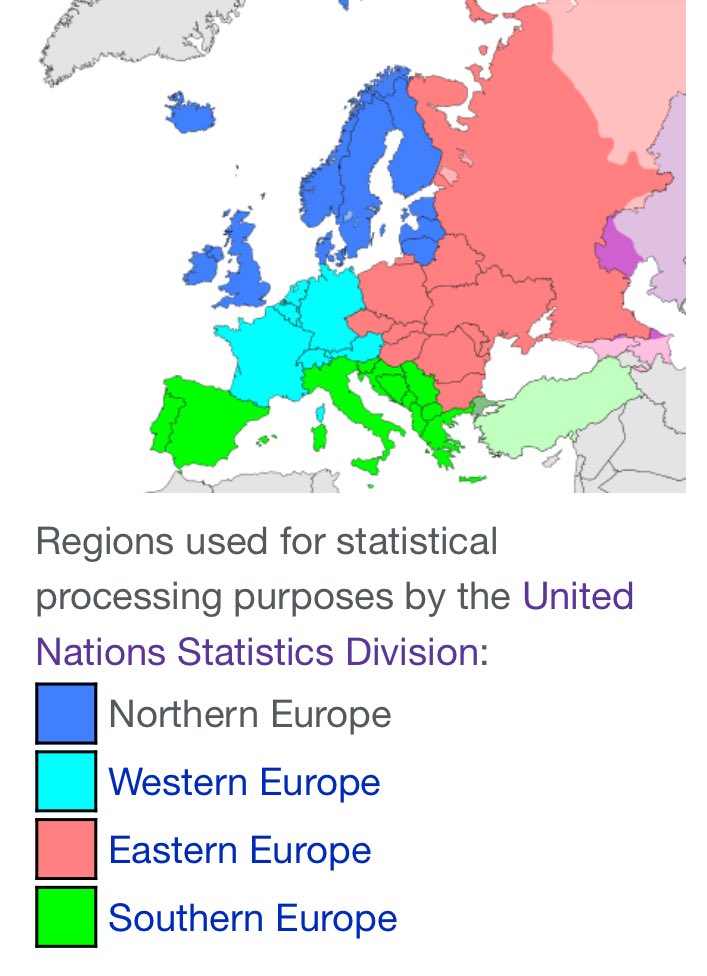 Regions used for statistical
processing purposes by the United
Nations Statistics Division:
Northern Europe
Western Europe
Eastern Europe
Southern Europe